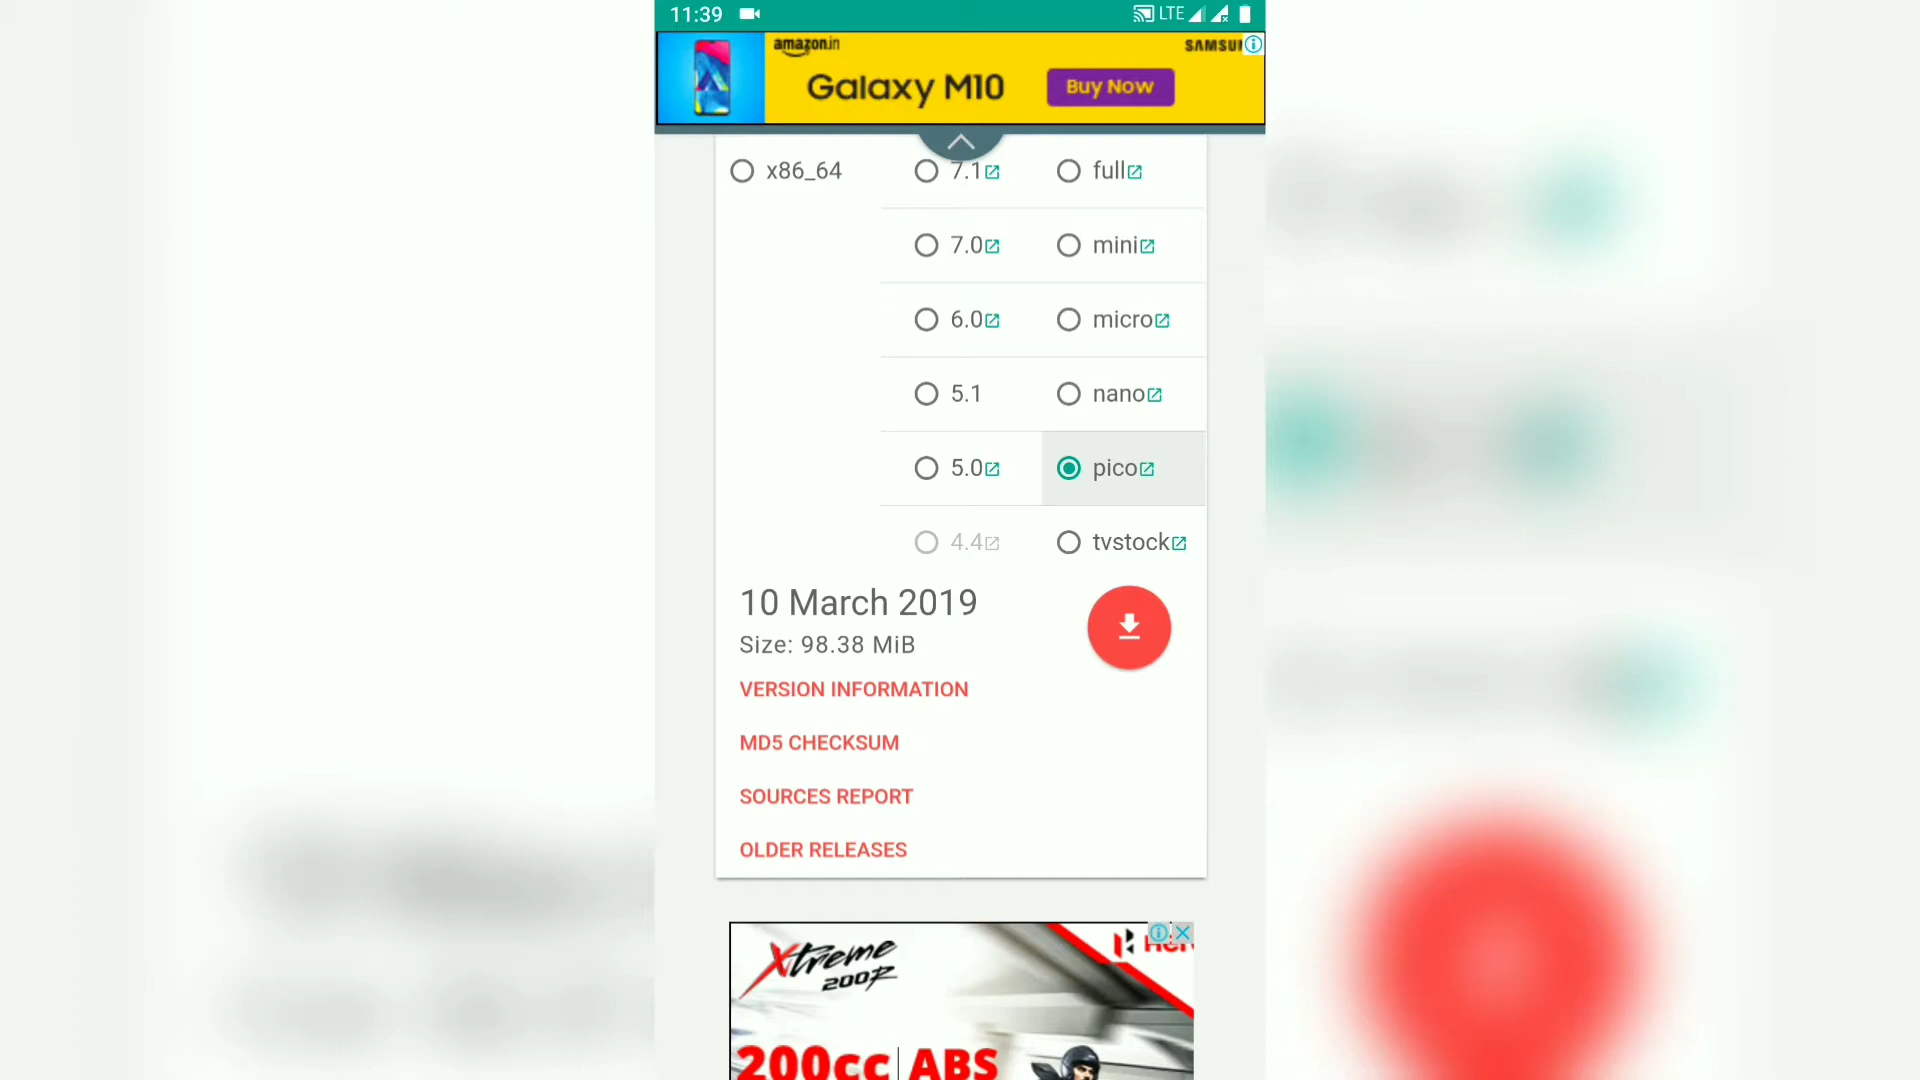 11:39 LTE
amazon.in SAMSU
Galaxy M10 Buy Now
x86_64 7.1 full
7.0 mini
6.0 micro
5.1 nano
5.0 pico
4.4 tvstock
10 March 2019
Size: 98.38 MiB
VERSION INFORMATION
MD5 CHECKSUM
SOURCES REPORT
OLDER RELEASES
Xtreme
200R
200cc ABS